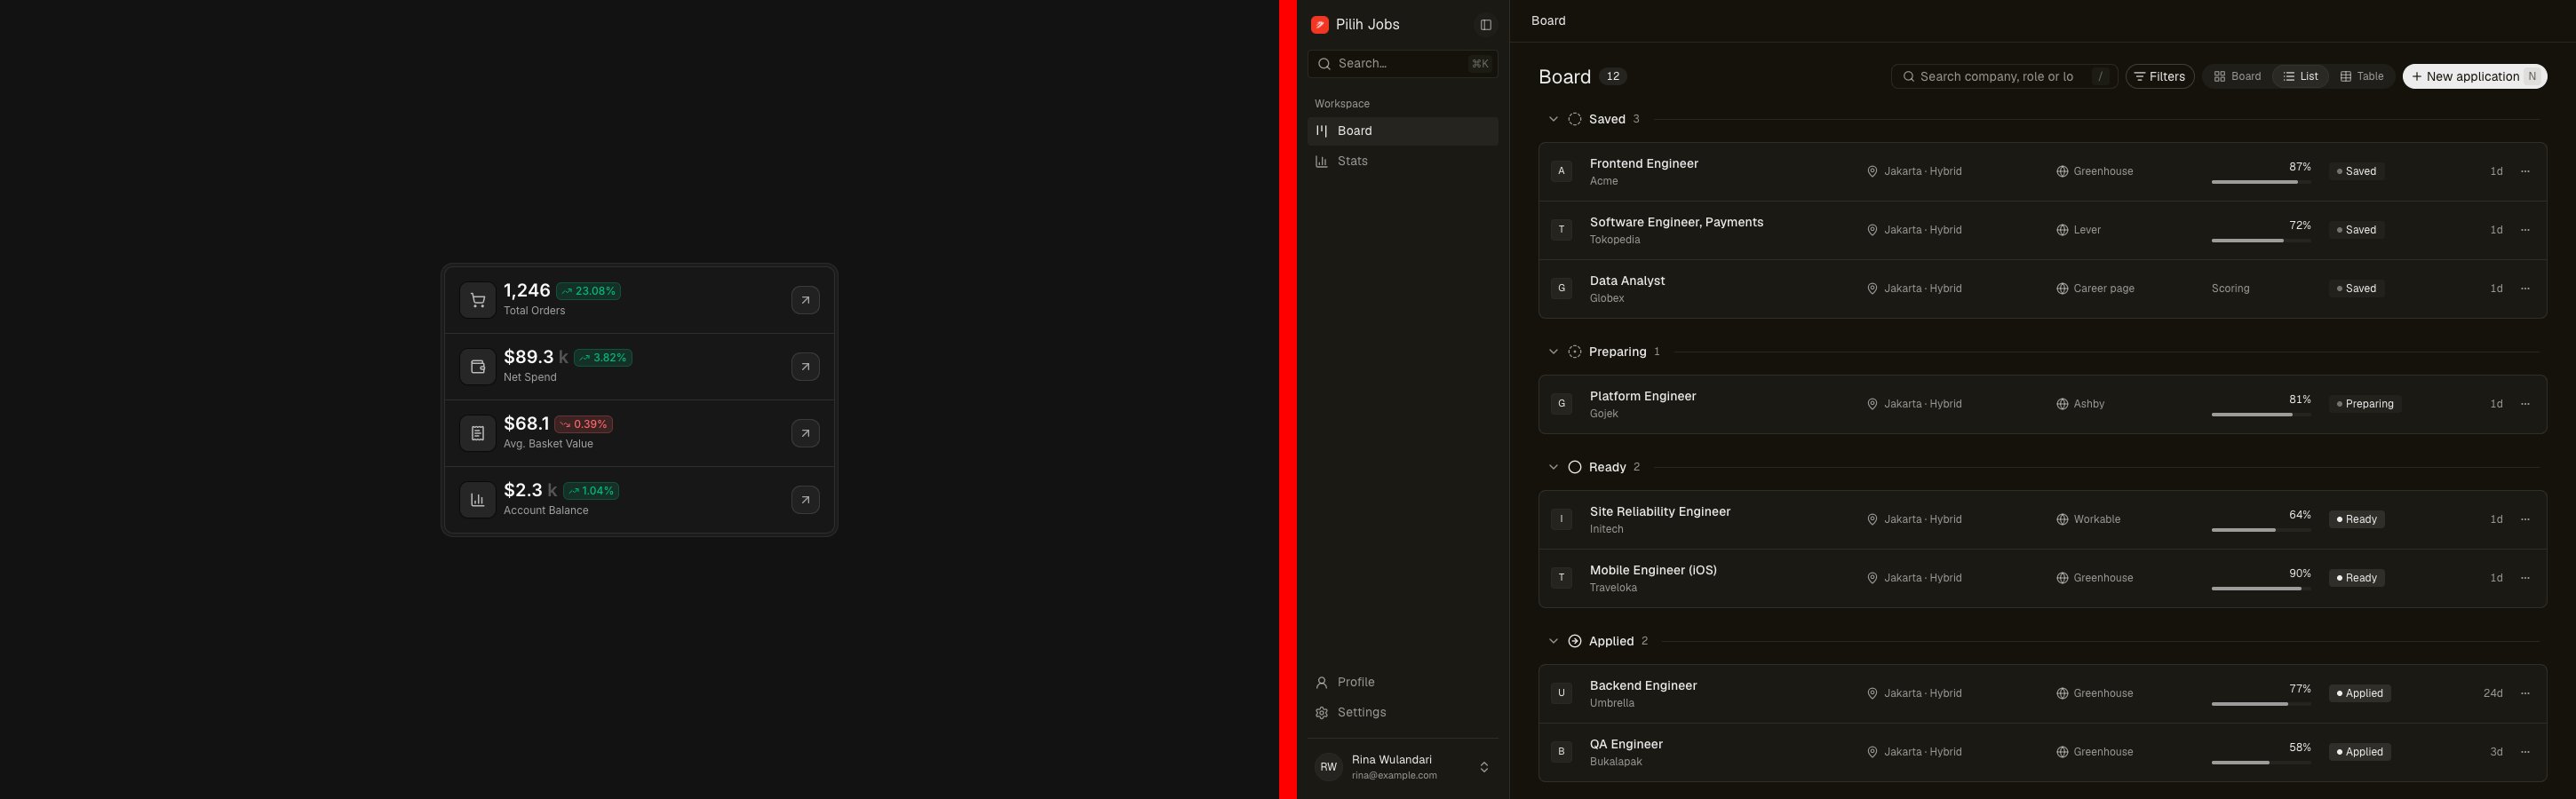 1,246 23.08%
Total Orders
$89.3 k 3.82%
Net Spend
$68.1 0.39%
Avg. Basket Value
$2.3 k 1.04%
Account Balance
Pilih Jobs
Search... ⌘K
Workspace
Board
Stats
Profile
Settings
RW Rina Wulandari
rina@example.com
Board
Board 12 Search company, role or lo / Filters Board List Table + New application N
Saved 3
A Frontend Engineer Jakarta · Hybrid Greenhouse 87% Saved 1d ...
Acme
T Software Engineer, Payments Jakarta · Hybrid Lever 72% Saved 1d ...
Tokopedia
G Data Analyst Jakarta · Hybrid Career page Scoring Saved 1d ...
Globex
Preparing 1
G Platform Engineer Jakarta · Hybrid Ashby 81% Preparing 1d ...
Gojek
Ready 2
I Site Reliability Engineer Jakarta · Hybrid Workable 64% Ready 1d ...
Initech
T Mobile Engineer (iOS) Jakarta · Hybrid Greenhouse 90% Ready 1d ...
Traveloka
Applied 2
U Backend Engineer Jakarta · Hybrid Greenhouse 77% Applied 24d ...
Umbrella
B QA Engineer Jakarta · Hybrid Greenhouse 58% Applied 3d ...
Bukalapak